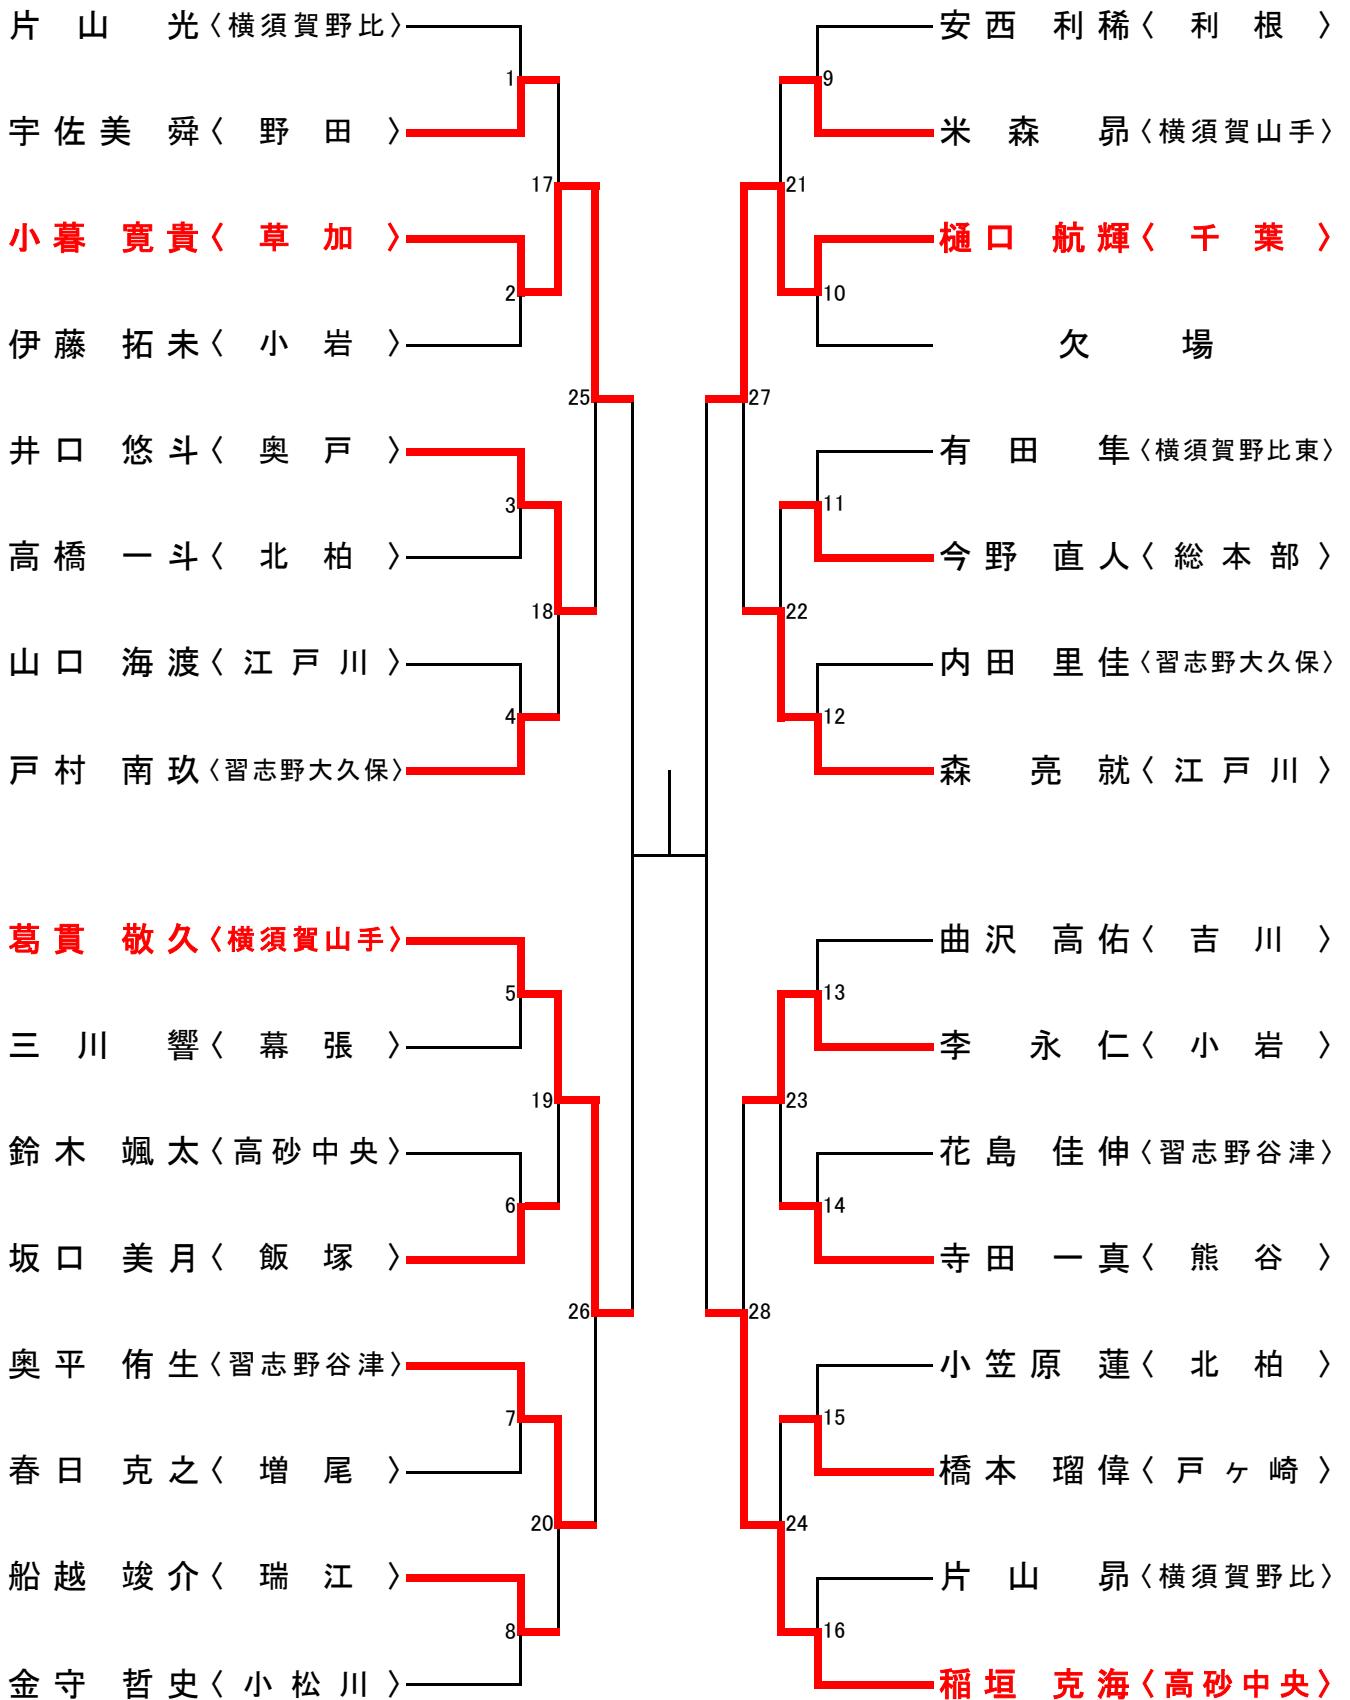 片山 光〈横須賀野比〉
1
宇佐美 舜〈野田〉
17
小暮 寛貴〈草加〉
2
伊藤 拓未〈小岩〉
25
井口 悠斗〈奥戸〉
3
高橋 一斗〈北柏〉
18
山口 海渡〈江戸川〉
4
戸村 南玖〈習志野大久保〉
葛貫 敬久〈横須賀山手〉
5
三川 響〈幕張〉
19
鈴木 颯太〈高砂中央〉
6
坂口 美月〈飯塚〉
26
奥平 侑生〈習志野谷津〉
7
春日 克之〈増尾〉
20
船越 竣介〈瑞江〉
8
金守 哲史〈小松川〉
安西 利稀〈利根〉
9
米森 昴〈横須賀山手〉
21
樋口 航輝〈千葉〉
10
欠場
27
有田 隼〈横須賀野比東〉
11
今野 直人〈総本部〉
22
内田 里佳〈習志野大久保〉
12
森 亮就〈江戸川〉
曲沢 高佑〈吉川〉
13
李 永仁〈小岩〉
23
花島 佳伸〈習志野谷津〉
14
寺田 一真〈熊谷〉
28
小笠原 蓮〈北柏〉
15
橋本 瑠偉〈戸ヶ崎〉
24
片山 昴〈横須賀野比〉
16
稲垣 克海〈高砂中央〉